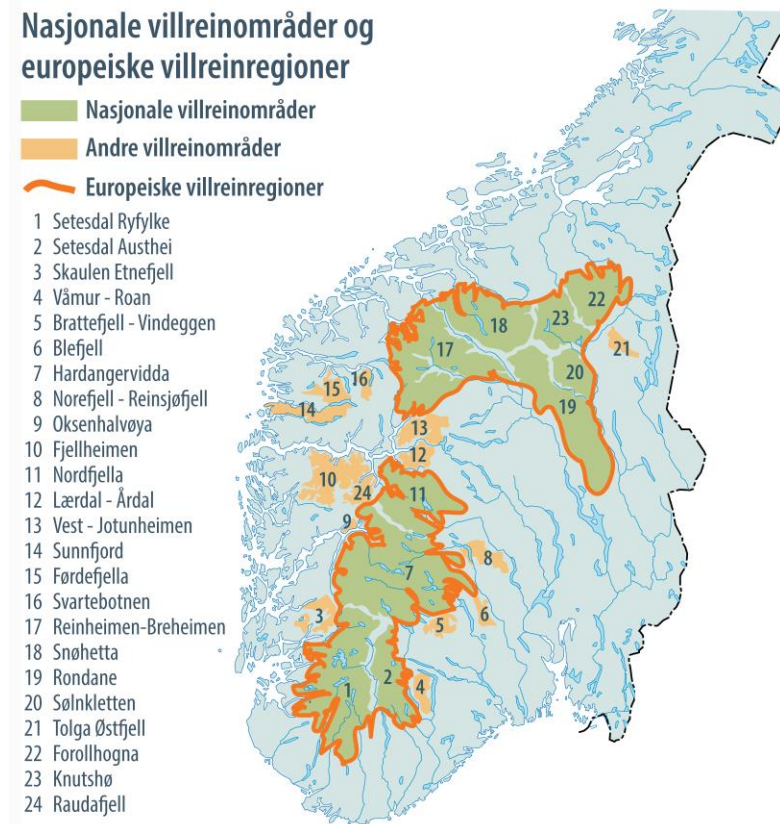 Nasjonale villreinområder og
europeiske villreinregioner
Nasjonale villreinområder
Andre villreinområder
Europeiske villreinregioner
1 Setesdal Ryfylke
2 Setesdal Austhei
3 Skaulen Etnefjell
4 Våmur - Roan
5 Brattefjell - Vindeggen
6 Blefjell
7 Hardangervidda
8 Norefjell - Reinsjøfjell
9 Oksenhalvøya
10 Fjellheimen
11 Nordfjella
12 Lærdal - Årdal
13 Vest - Jotunheimen
14 Sunnfjord
15 Førdefjella
16 Svartebotnen
17 Reinheimen-Breheimen
18 Snøhetta
19 Rondane
20 Sølnkletten
21 Tolga Østfjell
22 Forollhogna
23 Knutshø
24 Raudafjell
22
23
18
21
17
20
16
15
19
14
13
12
10
24
11
9
8
7
3
6
5
2
4
1